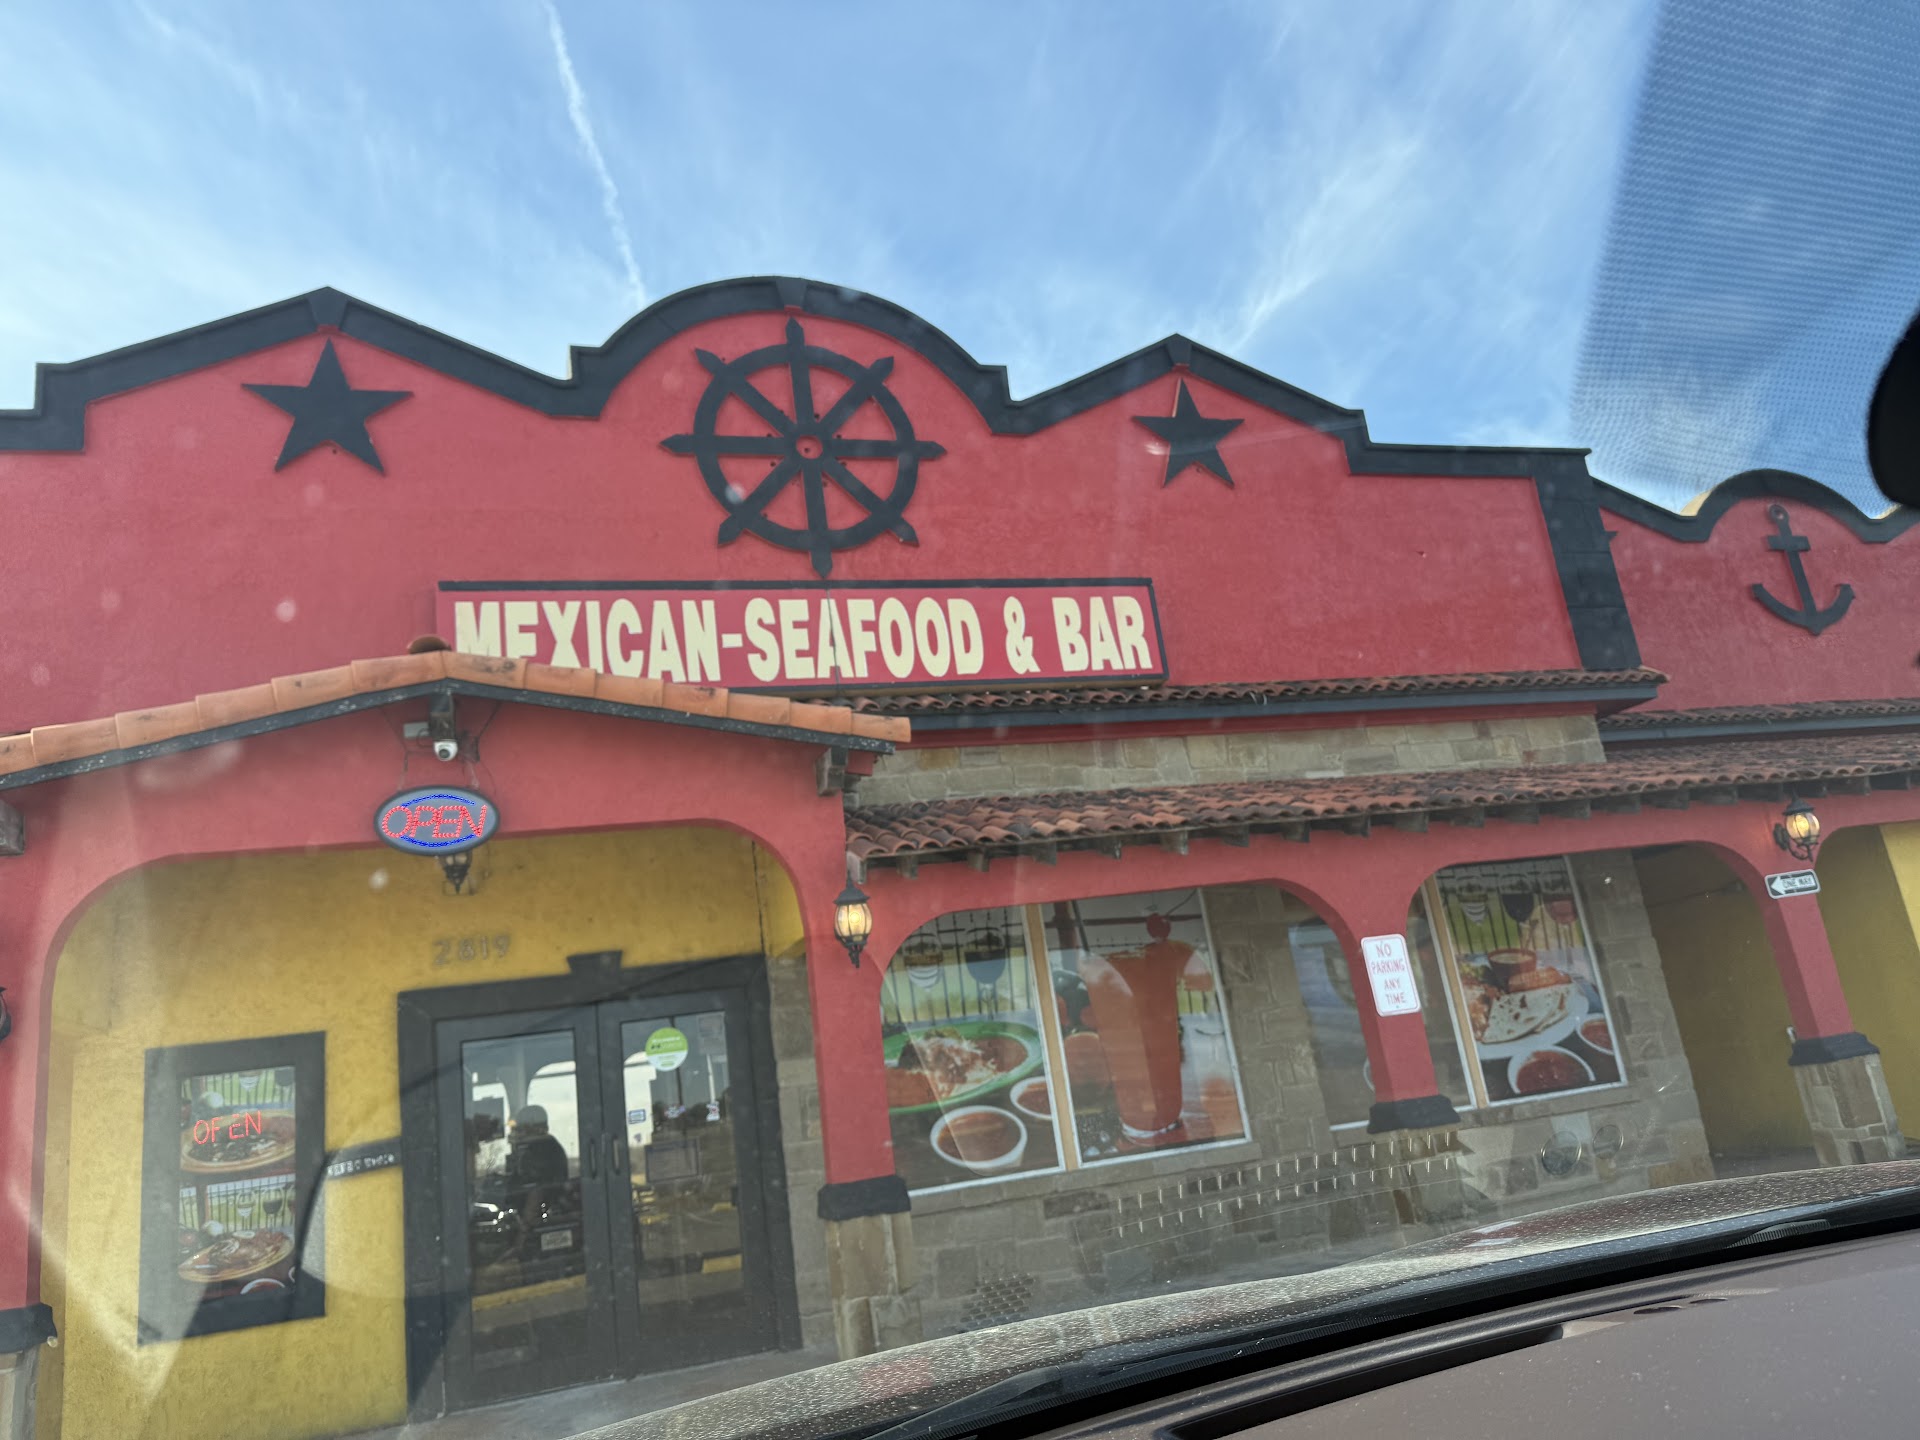 MEXICAN-SEAFOOD & BAR
OPEN
2819
ONE WAY
NO
PARKING
ANY
TIME
OPEN